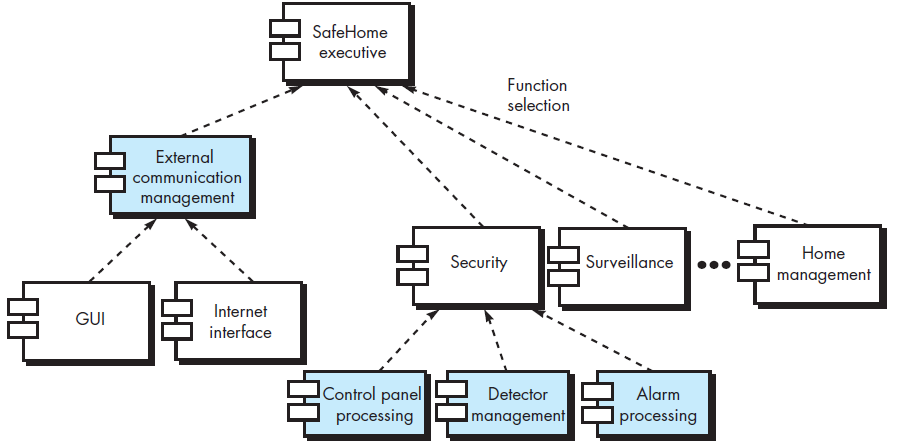 SafeHome
executive
Function
selection
External
communication
management
Security
Surveillance
Home
management
GUI
Internet
interface
Control panel
processing
Detector
management
Alarm
processing